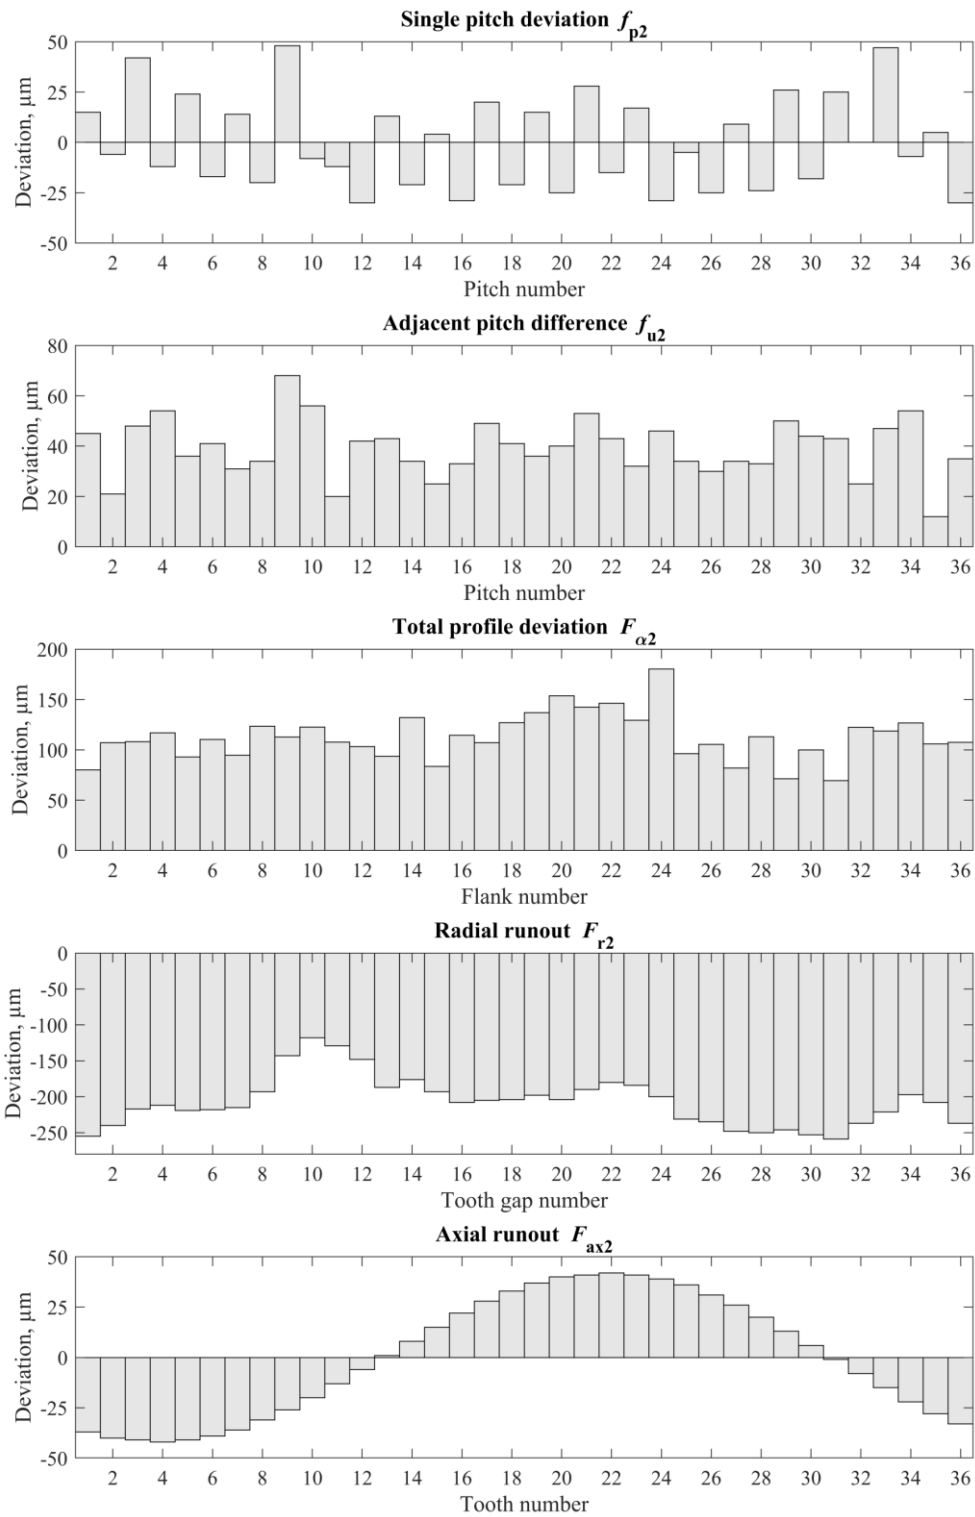 Single pitch deviation fp2
50
25
0
-25
-50
Deviation, μm
2 4 6 8 10 12 14 16 18 20 22 24 26 28 30 32 34 36
Pitch number
Adjacent pitch difference fu2
80
60
40
20
0
Deviation, μm
2 4 6 8 10 12 14 16 18 20 22 24 26 28 30 32 34 36
Pitch number
Total profile deviation Fα2
200
150
100
50
0
Deviation, μm
2 4 6 8 10 12 14 16 18 20 22 24 26 28 30 32 34 36
Flank number
Radial runout Fr2
0
-50
-100
-150
-200
-250
Deviation, μm
2 4 6 8 10 12 14 16 18 20 22 24 26 28 30 32 34 36
Tooth gap number
Axial runout Fax2
50
25
0
-25
-50
Deviation, μm
2 4 6 8 10 12 14 16 18 20 22 24 26 28 30 32 34 36
Tooth number